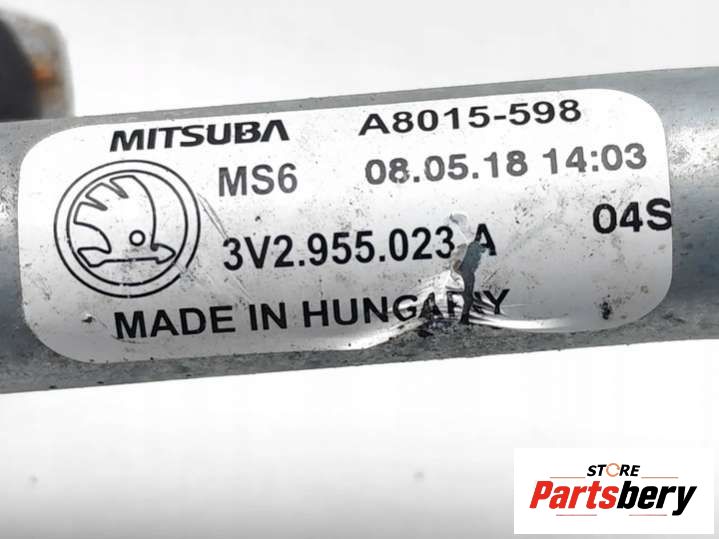 MITSUBA A8015-598
MS6 08.05.18 14:03
3V2.955.023 A 04S
MADE IN HUNGARY
STORE
Partsbery